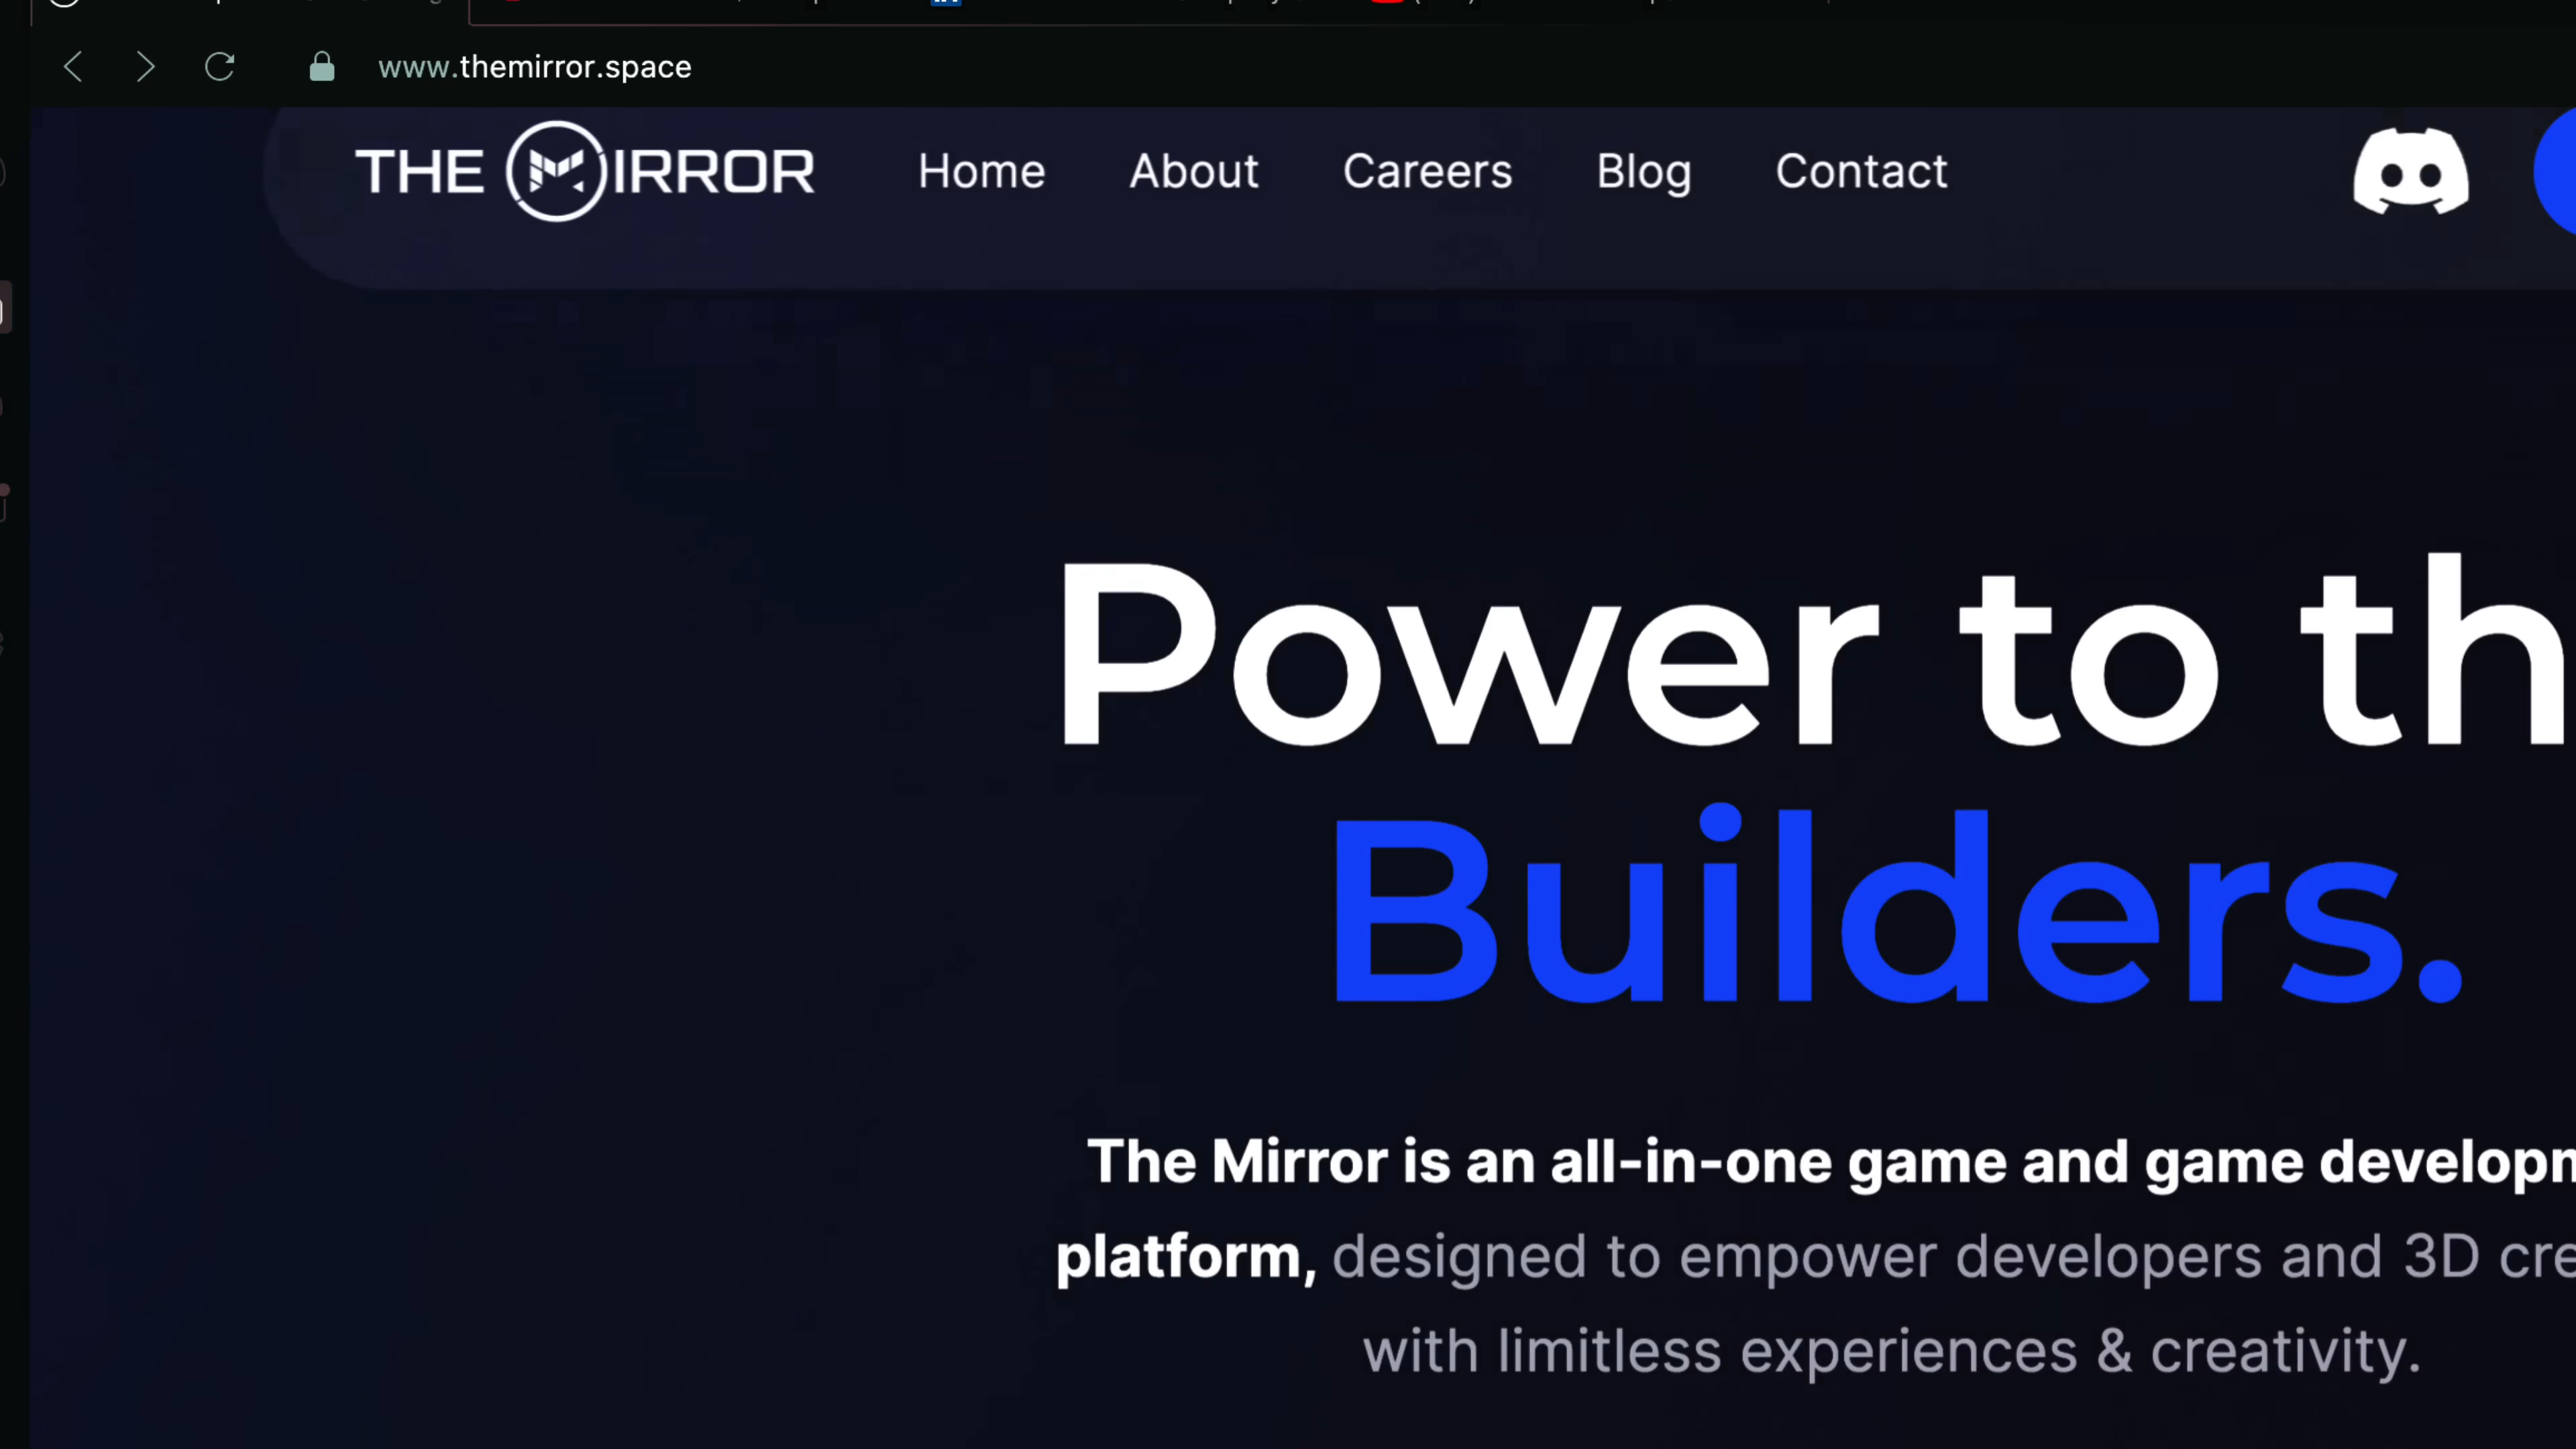 www.themirror.space
THE MIRROR Home About Careers Blog Contact
Power to th
Builders.
The Mirror is an all-in-one game and game developm
platform, designed to empower developers and 3D cre
with limitless experiences & creativity.